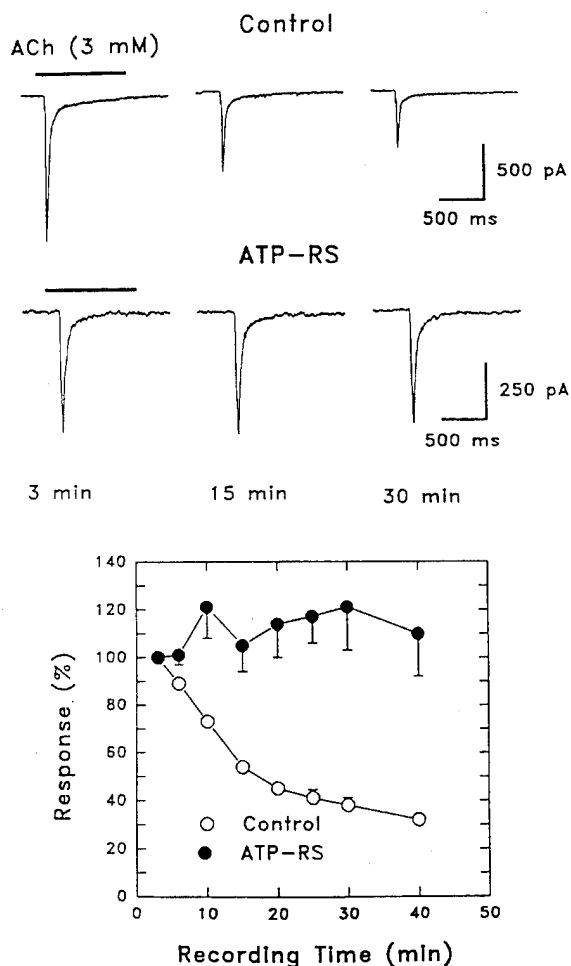 Control
ACh (3 mM)
500 pA
500 ms
ATP-RS
250 pA
500 ms
3 min
15 min
30 min
140
120
100
80
60
40
20
0
Response (%)
Control
ATP-RS
0
10
20
30
40
50
Recording Time (min)